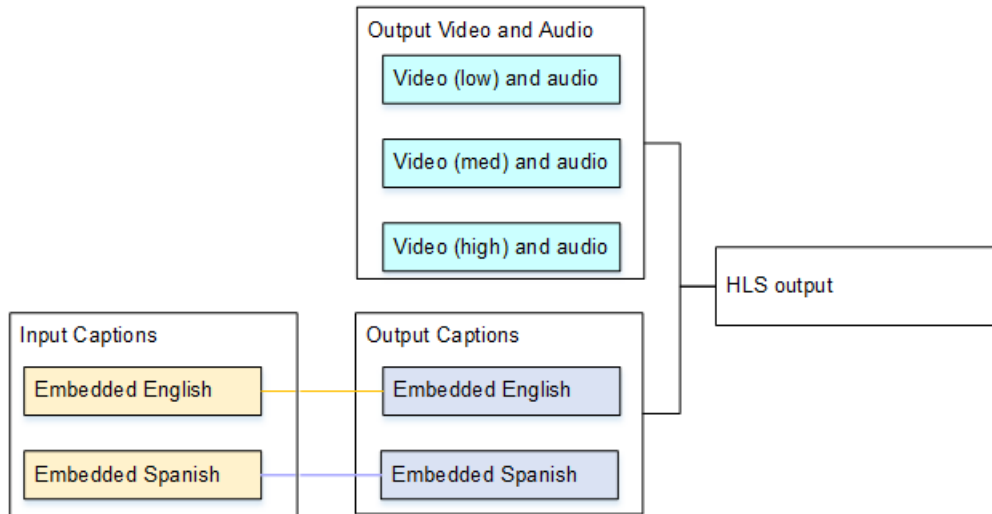 Output Video and Audio
Video (low) and audio
Video (med) and audio
Video (high) and audio
HLS output
Input Captions
Embedded English
Embedded Spanish
Output Captions
Embedded English
Embedded Spanish